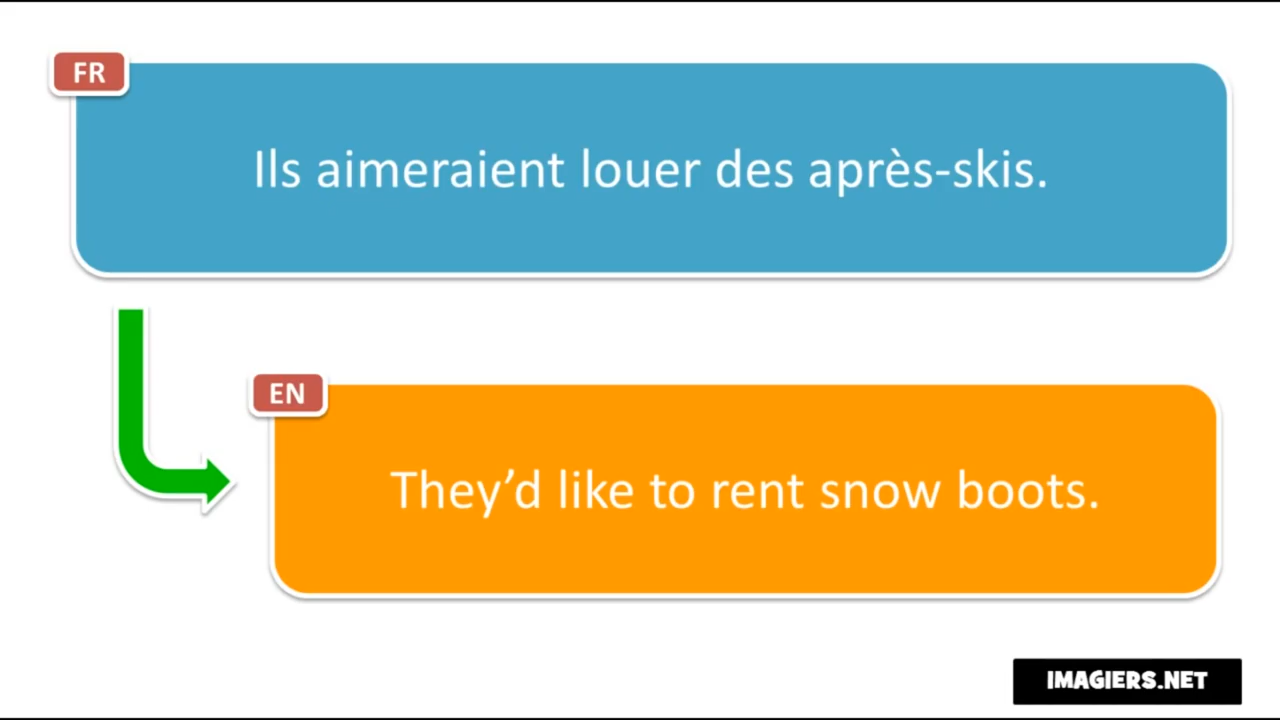 FR
Ils aimeraient louer des après-skis.
EN
They’d like to rent snow boots.
IMAGIERS.NET